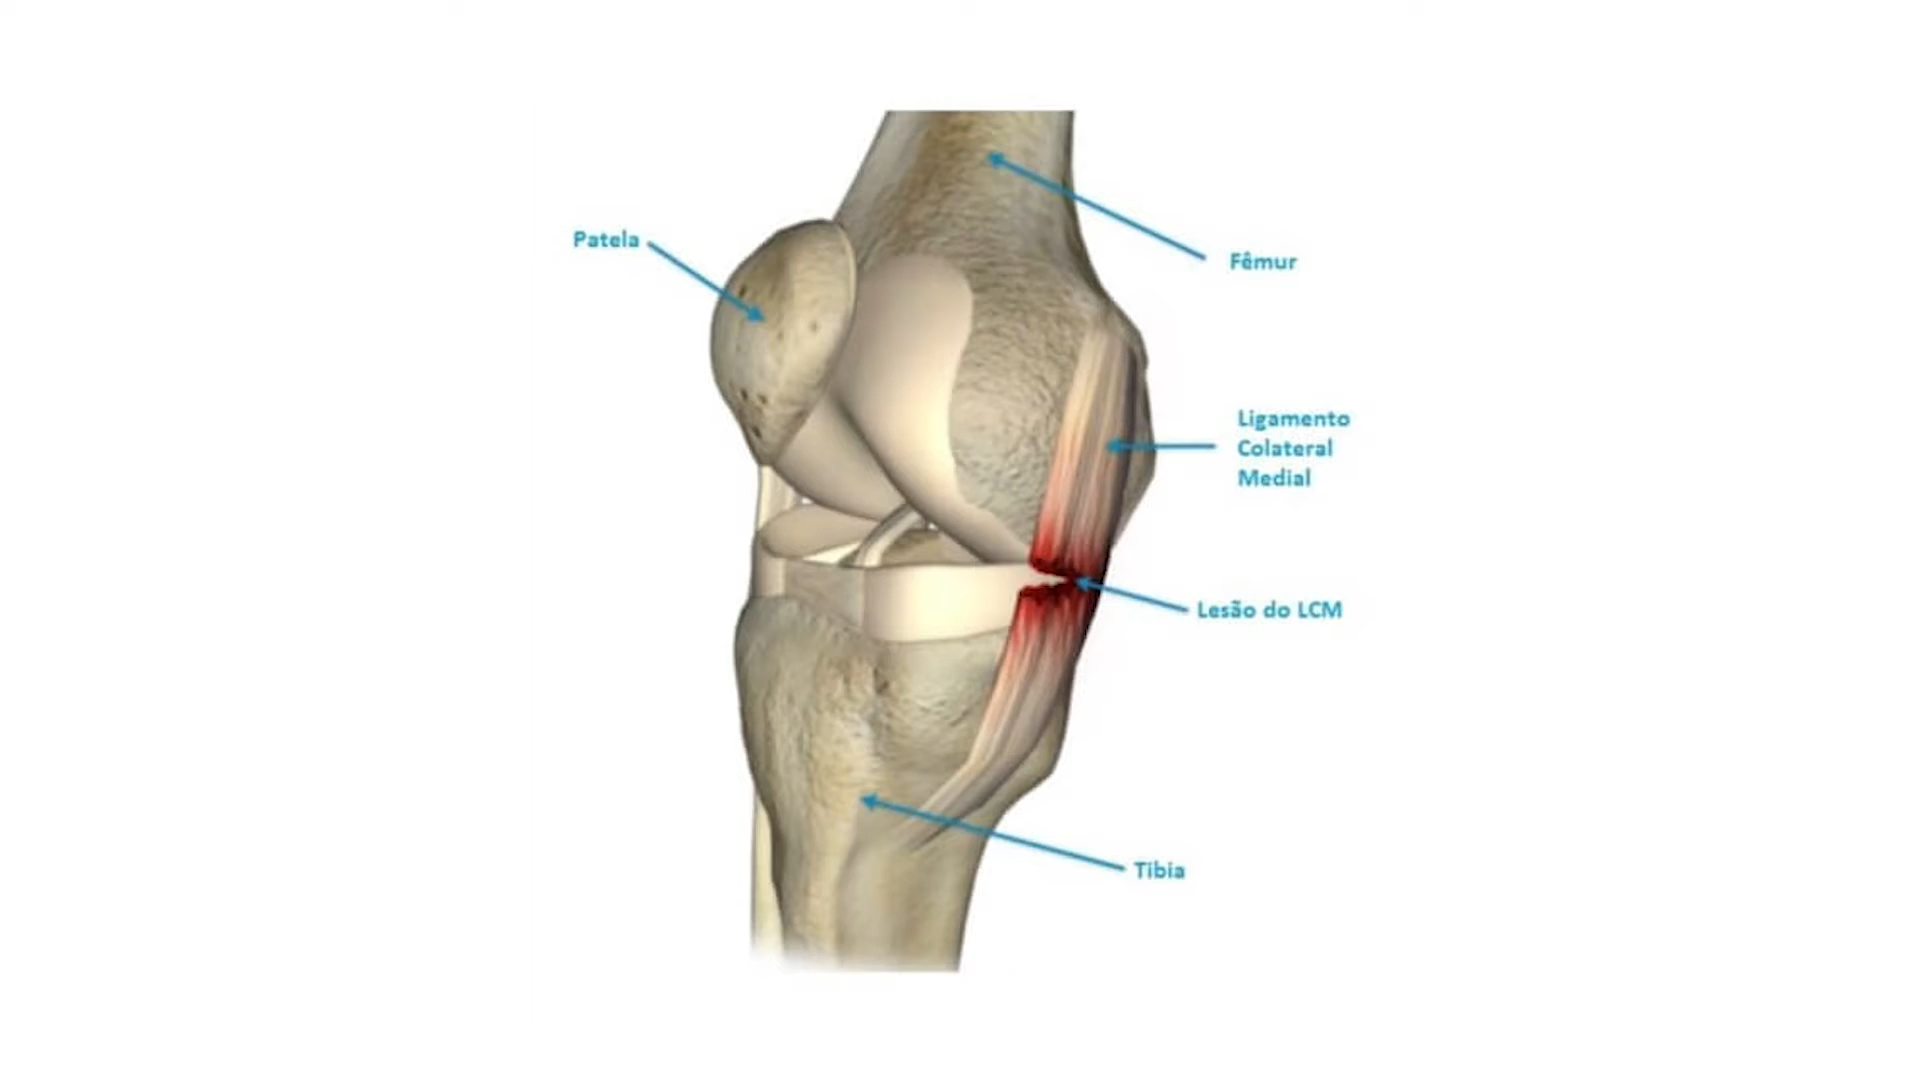 Patela
Fêmur
Ligamento
Colateral
Medial
Lesão do LCM
Tibia